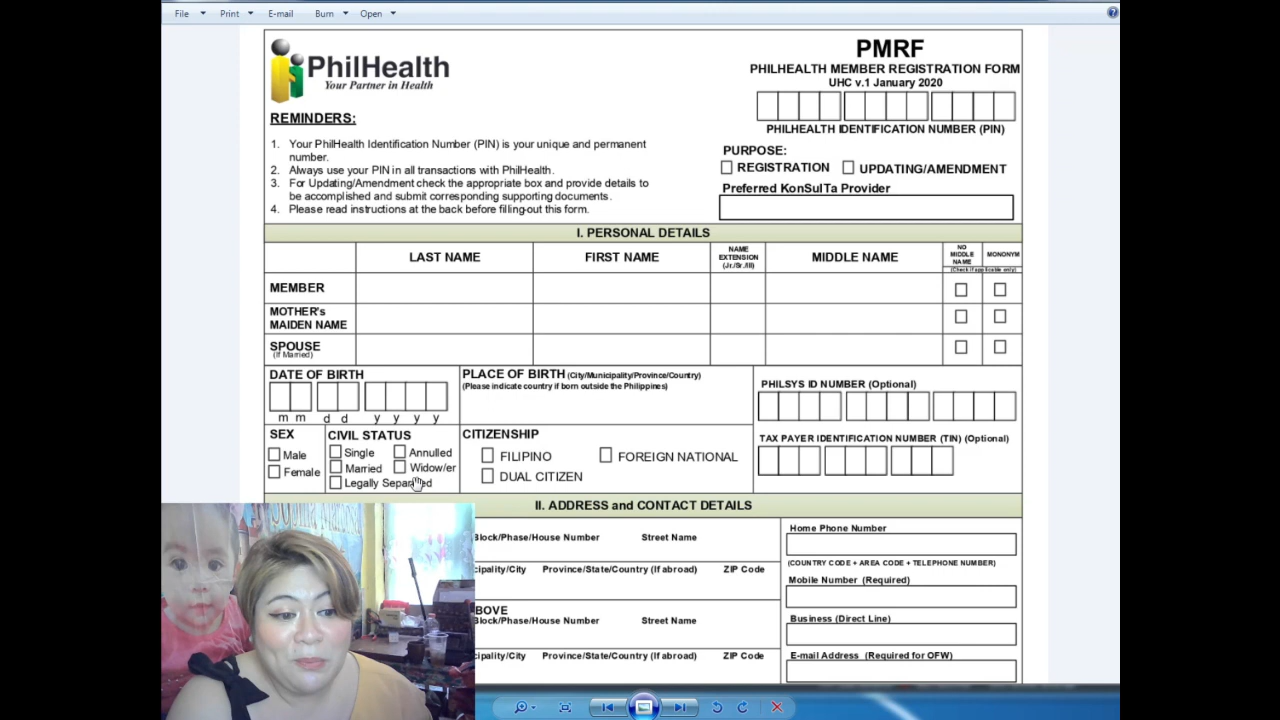 File Print E-mail Burn Open
PhilHealth
Your Partner in Health
PMRF
PHILHEALTH MEMBER REGISTRATION FORM
UHC v.1 January 2020
PHILHEALTH IDENTIFICATION NUMBER (PIN)
REMINDERS:
1. Your PhilHealth Identification Number (PIN) is your unique and permanent
number.
2. Always use your PIN in all transactions with PhilHealth.
3. For Updating/Amendment check the appropriate box and provide details to
be accomplished and submit corresponding supporting documents.
4. Please read instructions at the back before filling-out this form.
PURPOSE:
REGISTRATION UPDATING/AMENDMENT
Preferred KonSulTa Provider
I. PERSONAL DETAILS
LAST NAME FIRST NAME NAME EXTENSION (Jr./Sr./III) MIDDLE NAME NO MIDDLE NAME MONONYM
(Check if applicable only)
MEMBER
MOTHER's
MAIDEN NAME
SPOUSE
(If Married)
DATE OF BIRTH
m m d d y y y y
PLACE OF BIRTH (City/Municipality/Province/Country)
(Please indicate country if born outside the Philippines)
PHILSYS ID NUMBER (Optional)
SEX
Male
Female
CIVIL STATUS
Single Annulled
Married Widow/er
Legally Separated
CITIZENSHIP
FILIPINO FOREIGN NATIONAL
DUAL CITIZEN
TAX PAYER IDENTIFICATION NUMBER (TIN) (Optional)
II. ADDRESS and CONTACT DETAILS
Block/Phase/House Number Street Name
cipality/City Province/State/Country (If abroad) ZIP Code
BOVE
Block/Phase/House Number Street Name
cipality/City Province/State/Country (If abroad) ZIP Code
Home Phone Number
(COUNTRY CODE + AREA CODE + TELEPHONE NUMBER)
Mobile Number (Required)
Business (Direct Line)
E-mail Address (Required for OFW)